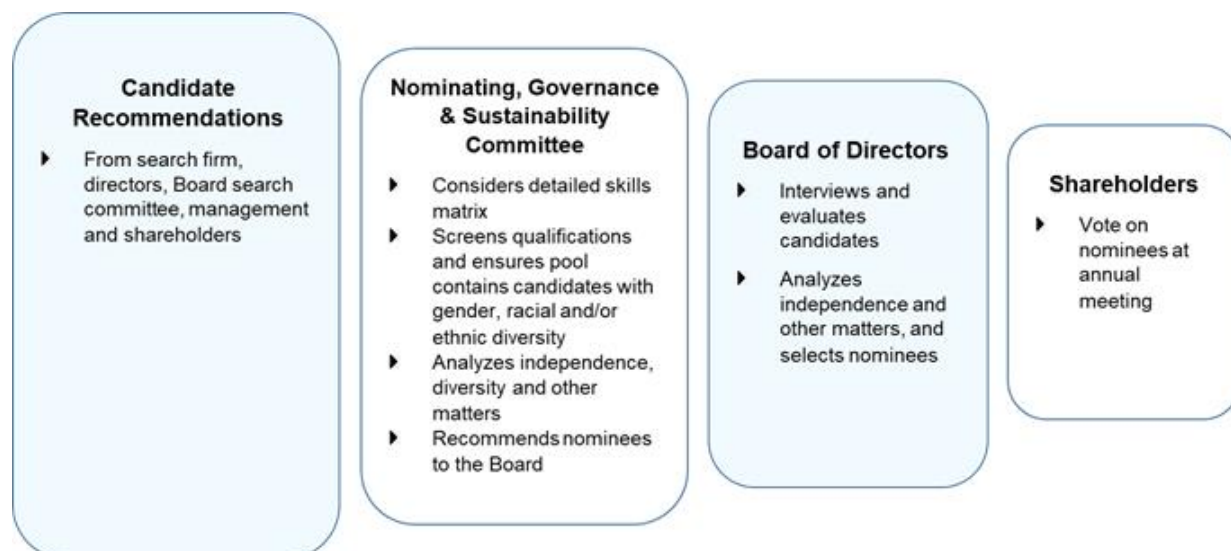 Candidate
Recommendations
From search firm,
directors, Board search
committee, management
and shareholders
Nominating, Governance
& Sustainability
Committee
Considers detailed skills
matrix
Screens qualifications
and ensures pool
contains candidates with
gender, racial and/or
ethnic diversity
Analyzes independence,
diversity and other
matters
Recommends nominees
to the Board
Board of Directors
Interviews and
evaluates
candidates
Analyzes
independence and
other matters, and
selects nominees
Shareholders
Vote on
nominees at
annual
meeting